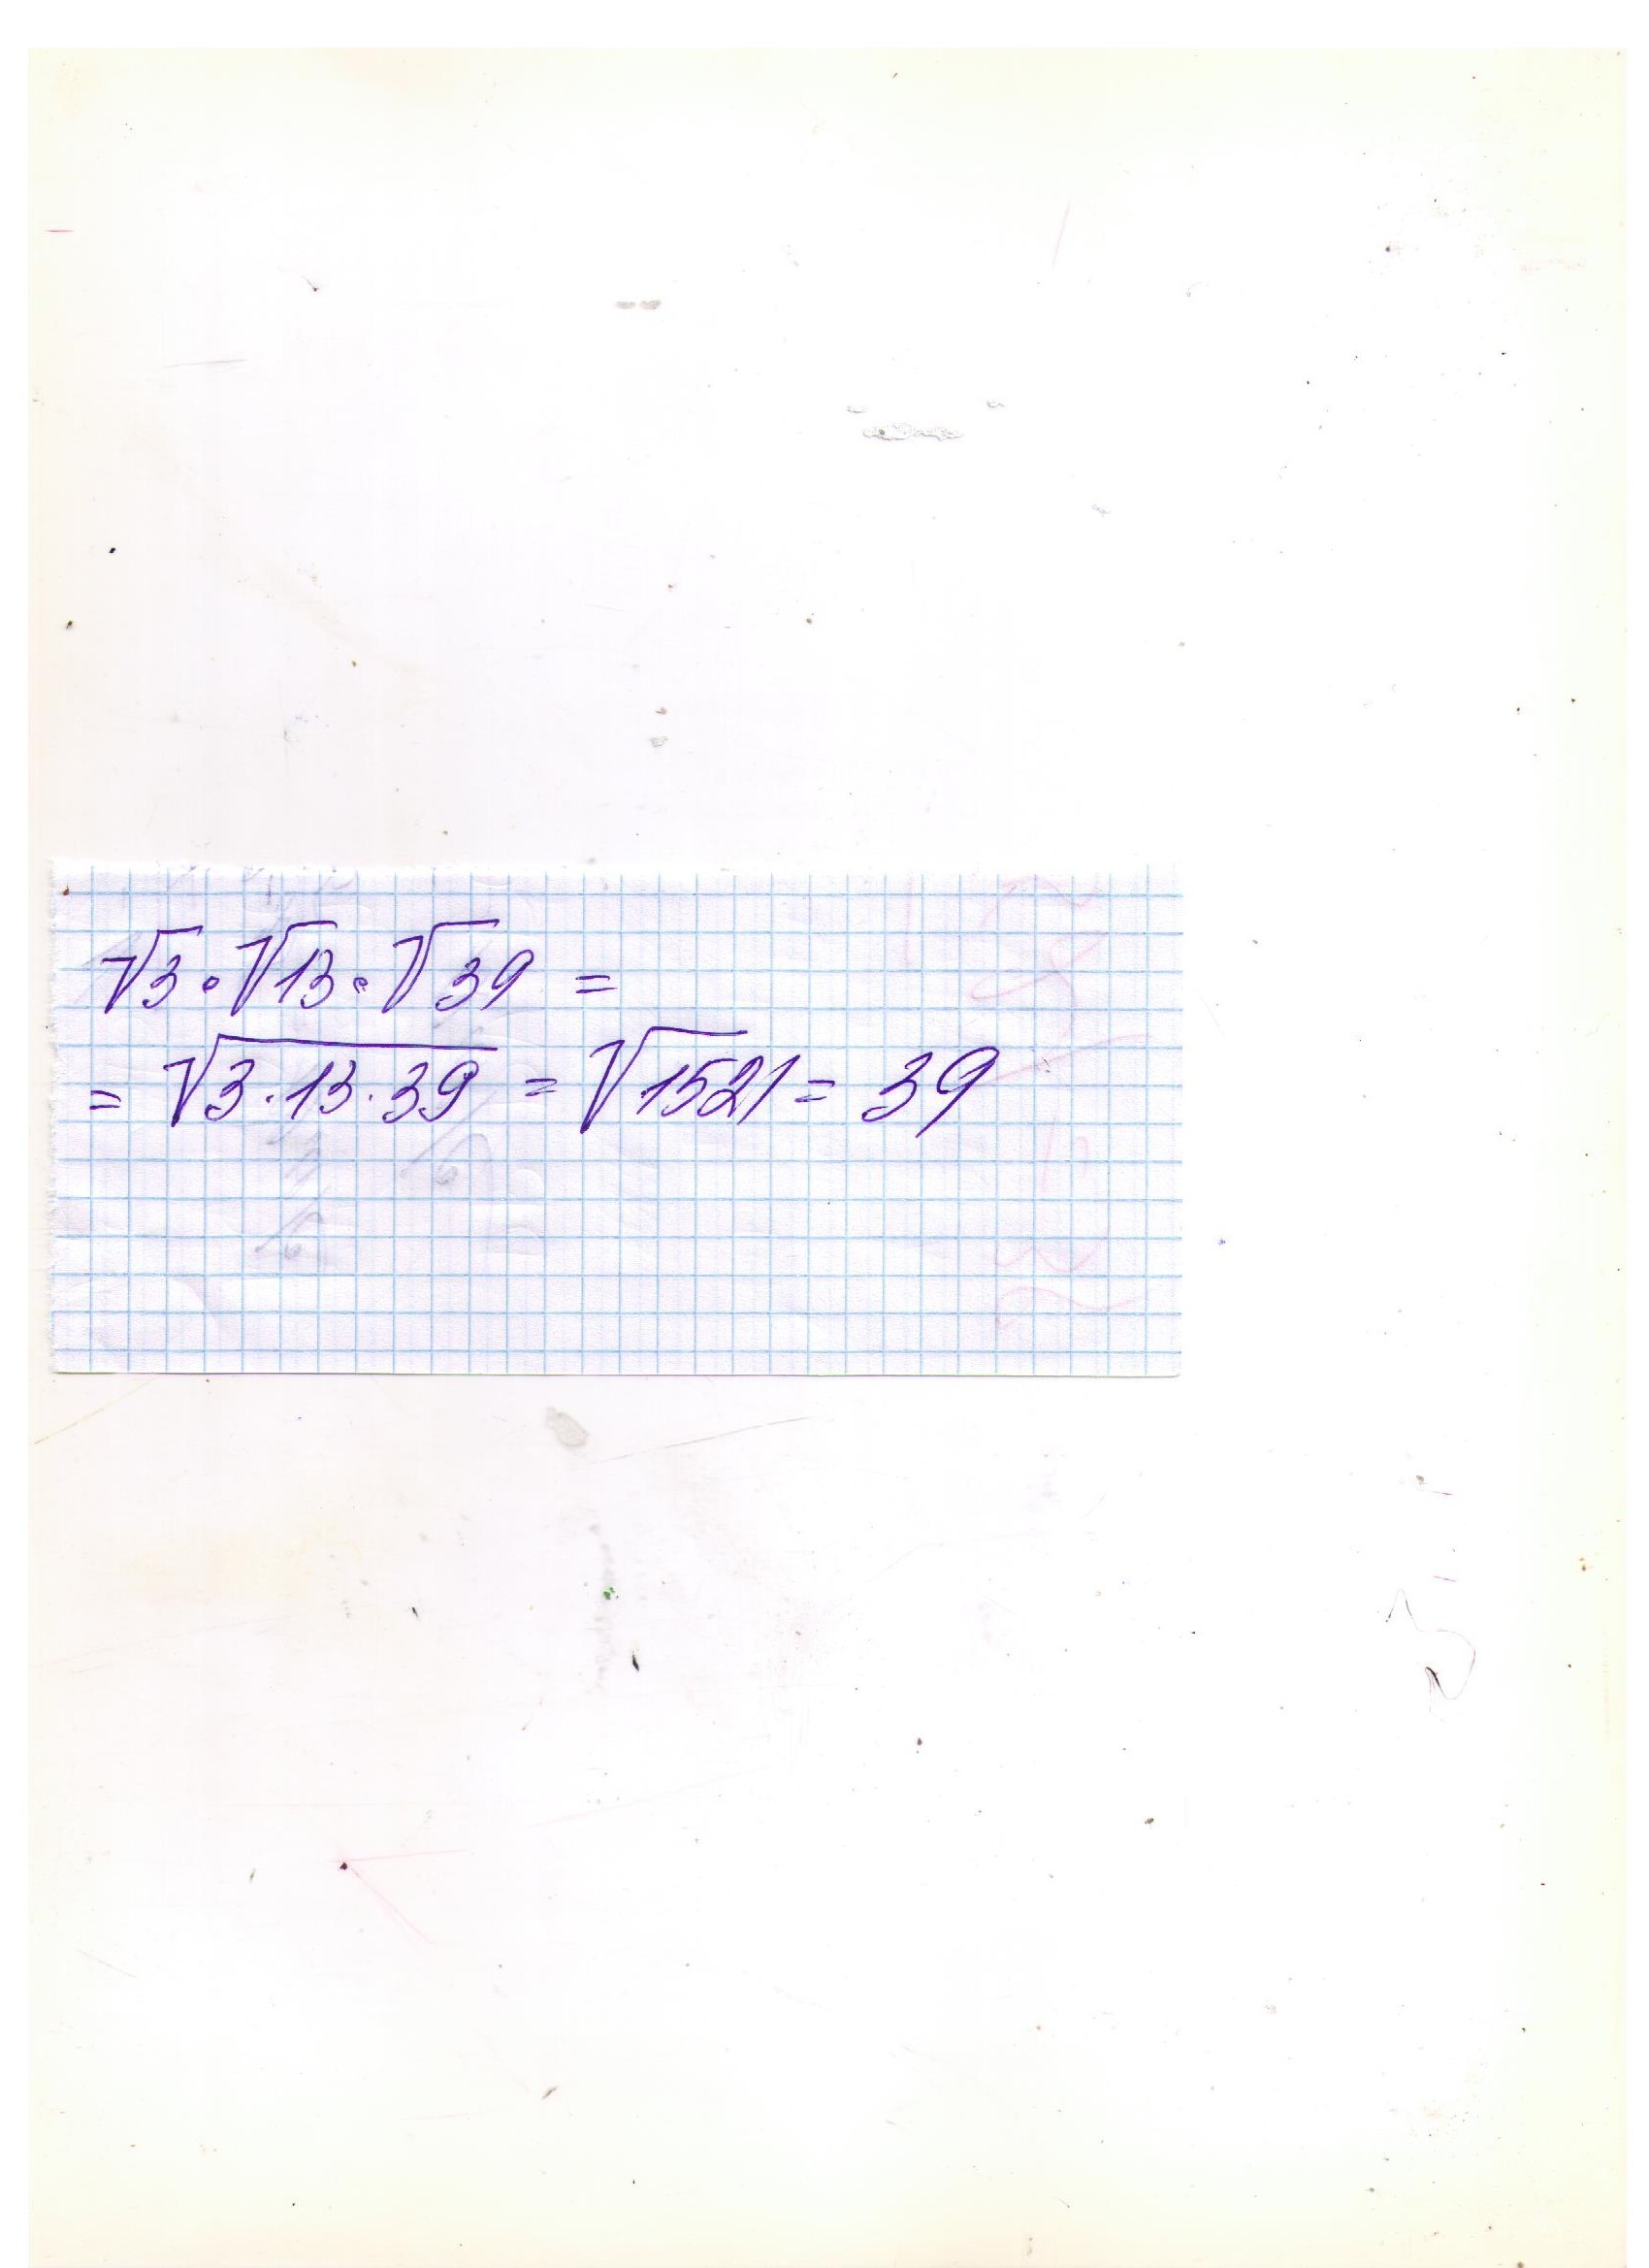 √3 · √13 · √39 =
= √3·13·39 = √1521 = 39